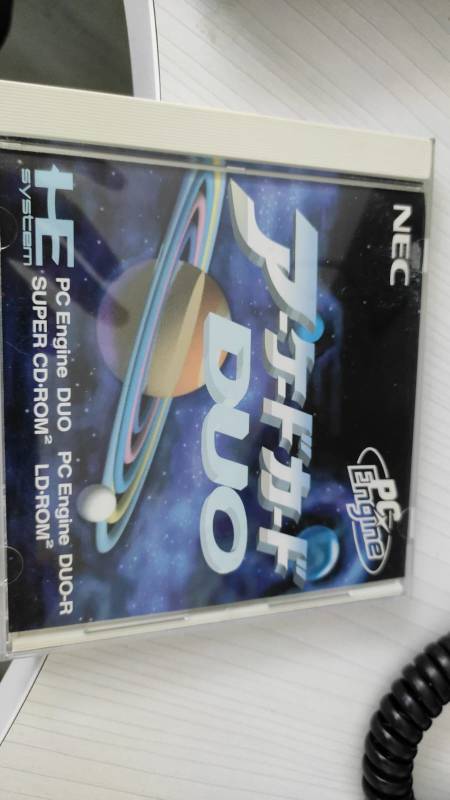 NEC
PC Engine
アーケードカード
DUO
HE system
PC Engine DUO PC Engine DUO-R
SUPER CD・ROM² LD・ROM²